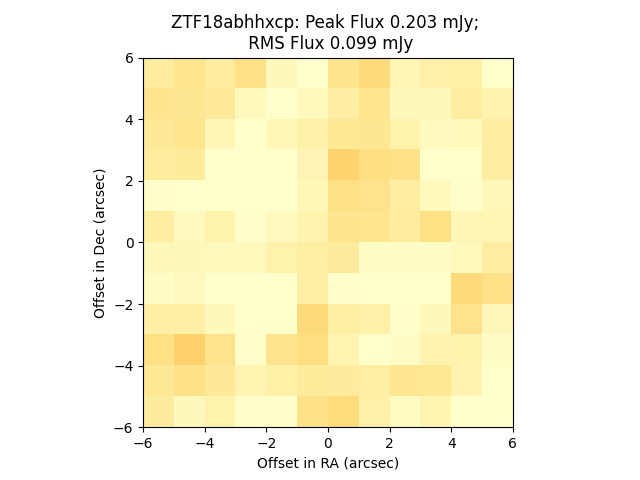 ZTF18abhhxcp: Peak Flux 0.203 mJy;
RMS Flux 0.099 mJy
6
4
2
0
−2
−4
−6
Offset in Dec (arcsec)
−6 −4 −2 0 2 4 6
Offset in RA (arcsec)